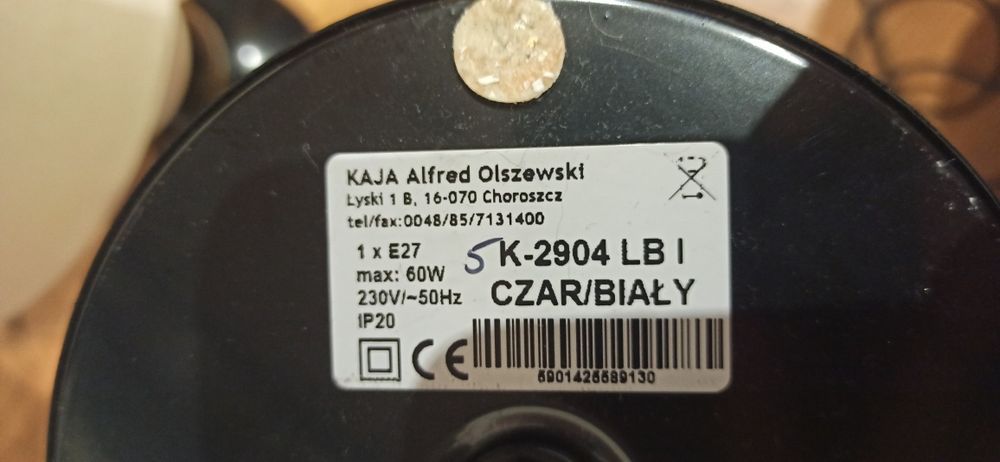 KAJA Alfred Olszewski
Łyski 1 B, 16-070 Choroszcz
tel/fax:0048/85/7131400
1 x E27
max: 60W
230V/~50Hz
IP20
5 K-2904 LB I
CZAR/BIAŁY
CE
5901425589130